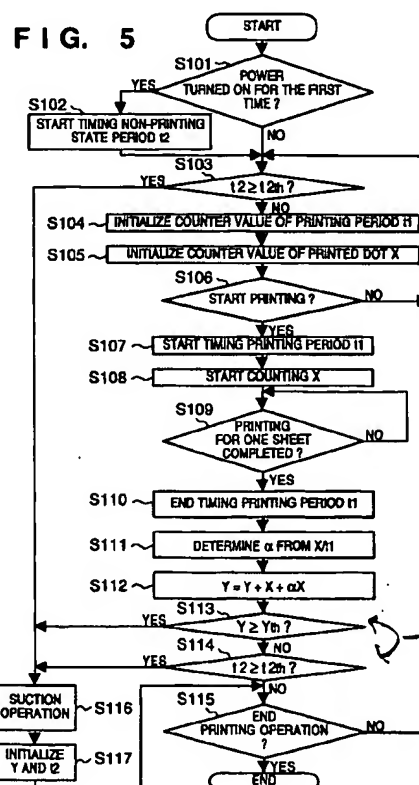 FIG. 5
START
S101
POWER
TURNED ON FOR THE FIRST
TIME ?
YES
NO
S102
START TIMING NON-PRINTING
STATE PERIOD t2
S103
YES
t2≥t2th ?
NO
S104
INITIALIZE COUNTER VALUE OF PRINTING PERIOD t1
S105
INITIALIZE COUNTER VALUE OF PRINTED DOT X
S106
START PRINTING ?
NO
YES
S107
START TIMING PRINTING PERIOD t1
S108
START COUNTING X
S109
PRINTING
FOR ONE SHEET
COMPLETED ?
NO
YES
S110
END TIMING PRINTING PERIOD t1
S111
DETERMINE α FROM X/t1
S112
Y = Y + X + αX
S113
YES
Y ≥ Yth ?
NO
S114
YES
t2≥t2th ?
NO
S115
END
PRINTING OPERATION
?
NO
YES
SUCTION
OPERATION
S116
INITIALIZE
Y AND t2
S117
END